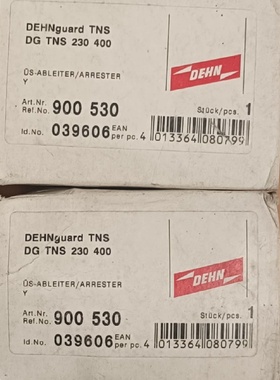 DEHNguard TNS
DG TNS 230 400
DEHN
ÜS-ABLEITER/ARRESTER
Y
Art.Nr.
Ref.No. 900 530 Stück/pcs. 1
Id.No. 039606 EAN per pc. 4 013364 080799
DEHNguard TNS
DG TNS 230 400
DEHN
ÜS-ABLEITER/ARRESTER
Y
Art.Nr.
Ref.No. 900 530 Stück/pcs. 1
Id.No. 039606 EAN per pc. 4 013364 080799